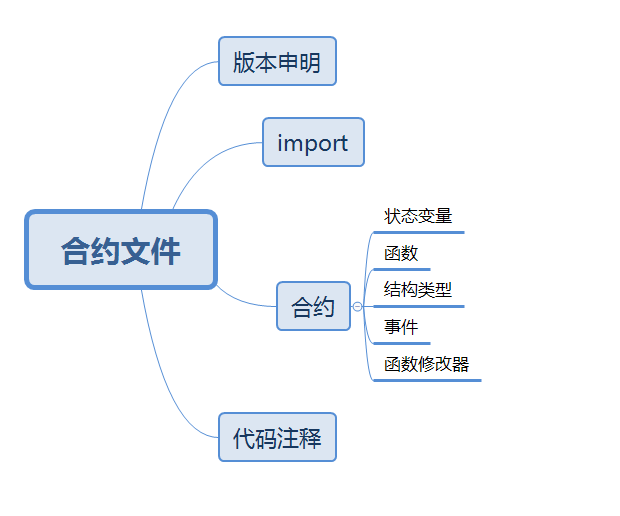 合约文件
版本申明
import
合约
状态变量
函数
结构类型
事件
函数修改器
代码注释